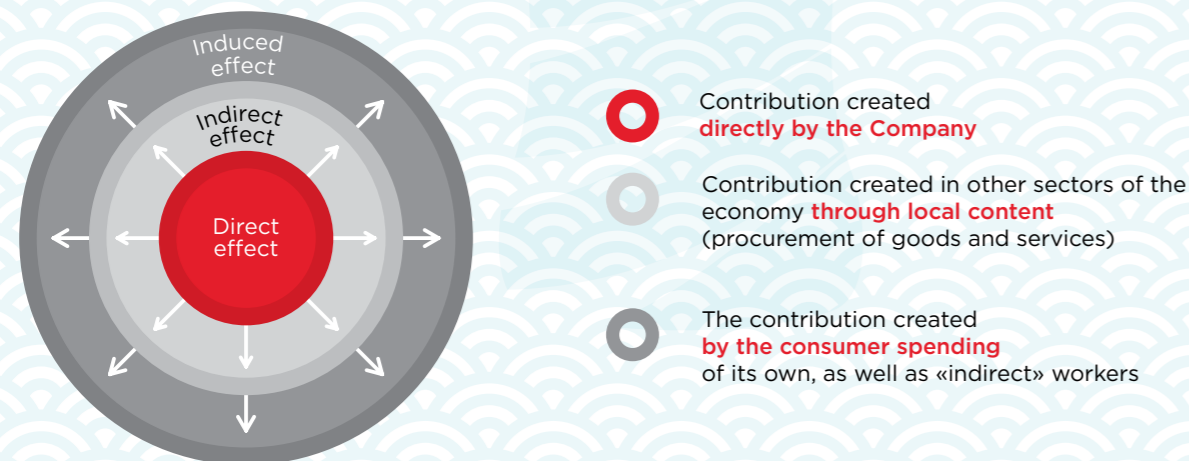 Induced
effect
Indirect
effect
Direct
effect
Contribution created
directly by the Company
Contribution created in other sectors of the
economy through local content
(procurement of goods and services)
The contribution created
by the consumer spending
of its own, as well as «indirect» workers